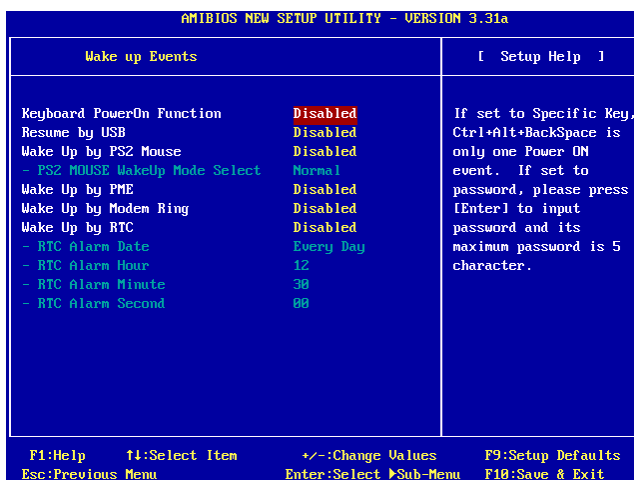 AMIBIOS NEW SETUP UTILITY - VERSION 3.31a
Wake up Events
[ Setup Help ]
Keyboard PowerOn Function Disabled
Resume by USB Disabled
Wake Up by PS2 Mouse Disabled
- PS2 MOUSE WakeUp Mode Select Normal
Wake Up by PME Disabled
Wake Up by Modem Ring Disabled
Wake Up by RTC Disabled
- RTC Alarm Date Every Day
- RTC Alarm Hour 12
- RTC Alarm Minute 30
- RTC Alarm Second 00
If set to Specific Key,
Ctrl+Alt+BackSpace is
only one Power ON
event. If set to
password, please press
[Enter] to input
password and its
maximum password is 5
character.
F1:Help ↑↓:Select Item +/-:Change Values F9:Setup Defaults
Esc:Previous Menu Enter:Select ▶Sub-Menu F10:Save & Exit